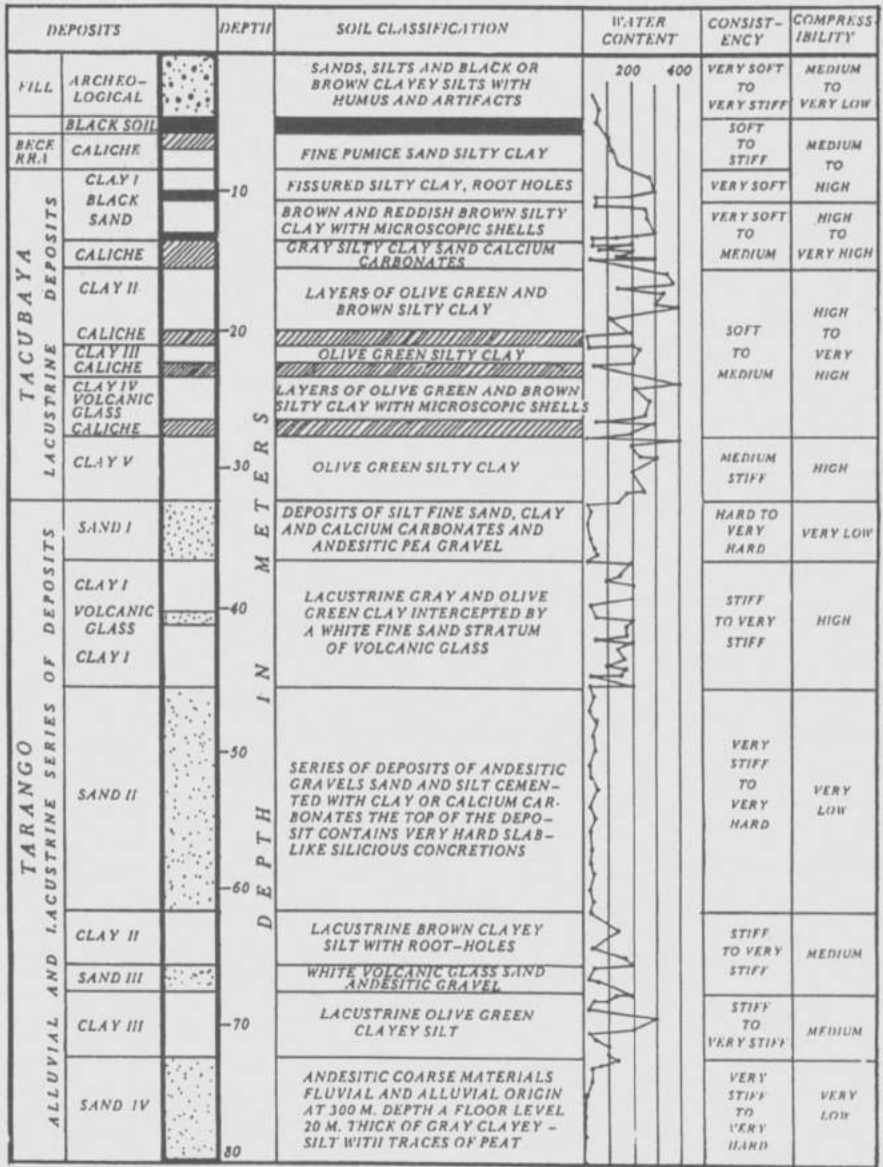 DEPOSITS
DEPTH
SOIL CLASSIFICATION
WATER
CONTENT
CONSIST-
ENCY
COMPRESS
IBILITY
200 400
FILL
ARCHEO-
LOGICAL
SANDS, SILTS AND BLACK OR
BROWN CLAYEY SILTS WITH
HUMUS AND ARTIFACTS
VERY SOFT
TO
VERY STIFF
MEDIUM
TO
VERY LOW
BLACK SOIL
BECE
RRA
CALICHE
FINE PUMICE SAND SILTY CLAY
SOFT
TO
STIFF
MEDIUM
TO
HIGH
TACUBAYA
LACUSTRINE DEPOSITS
CLAY I
BLACK
SAND
10
FISSURED SILTY CLAY, ROOT HOLES
VERY SOFT
BROWN AND REDDISH BROWN SILTY
CLAY WITH MICROSCOPIC SHELLS
VERY SOFT
TO
MEDIUM
HIGH
TO
VERY HIGH
CALICHE
GRAY SILTY CLAY SAND CALCIUM
CARBONATES
CLAY II
LAYERS OF OLIVE GREEN AND
BROWN SILTY CLAY
20
SOFT
TO
MEDIUM
HIGH
TO
VERY
HIGH
CALICHE
CLAY III
OLIVE GREEN SILTY CLAY
CALICHE
CLAY IV
VOLCANIC
GLASS
LAYERS OF OLIVE GREEN AND BROWN
SILTY CLAY WITH MICROSCOPIC SHELLS
CALICHE
CLAY V
30
OLIVE GREEN SILTY CLAY
MEDIUM
STIFF
HIGH
DEPTH IN METERS
TARANGO
ALLUVIAL AND LACUSTRINE SERIES OF DEPOSITS
SAND I
DEPOSITS OF SILT FINE SAND, CLAY
AND CALCIUM CARBONATES AND
ANDESITIC PEA GRAVEL
HARD TO
VERY
HARD
VERY LOW
CLAY I
VOLCANIC
GLASS
CLAY I
40
LACUSTRINE GRAY AND OLIVE
GREEN CLAY INTERCEPTED BY
A WHITE FINE SAND STRATUM
OF VOLCANIC GLASS
STIFF
TO VERY
STIFF
HIGH
SAND II
50
60
SERIES OF DEPOSITS OF ANDESITIC
GRAVELS SAND AND SILT CEMEN-
TED WITH CLAY OR CALCIUM CAR-
BONATES THE TOP OF THE DEPO-
SIT CONTAINS VERY HARD SLAB-
LIKE SILICIOUS CONCRETIONS
VERY
STIFF
TO
VERY
HARD
VERY
LOW
CLAY II
LACUSTRINE BROWN CLAYEY
SILT WITH ROOT-HOLES
STIFF
TO VERY
STIFF
MEDIUM
SAND III
WHITE VOLCANIC GLASS SAND
ANDESITIC GRAVEL
CLAY III
70
LACUSTRINE OLIVE GREEN
CLAYEY SILT
STIFF
TO
VERY STIFF
MEDIUM
SAND IV
80
ANDESITIC COARSE MATERIALS
FLUVIAL AND ALLUVIAL ORIGIN
AT 300 M. DEPTH A FLOOR LEVEL
20 M. THICK OF GRAY CLAYEY -
SILT WITH TRACES OF PEAT
VERY
STIFF
TO
VERY
HARD
VERY
LOW